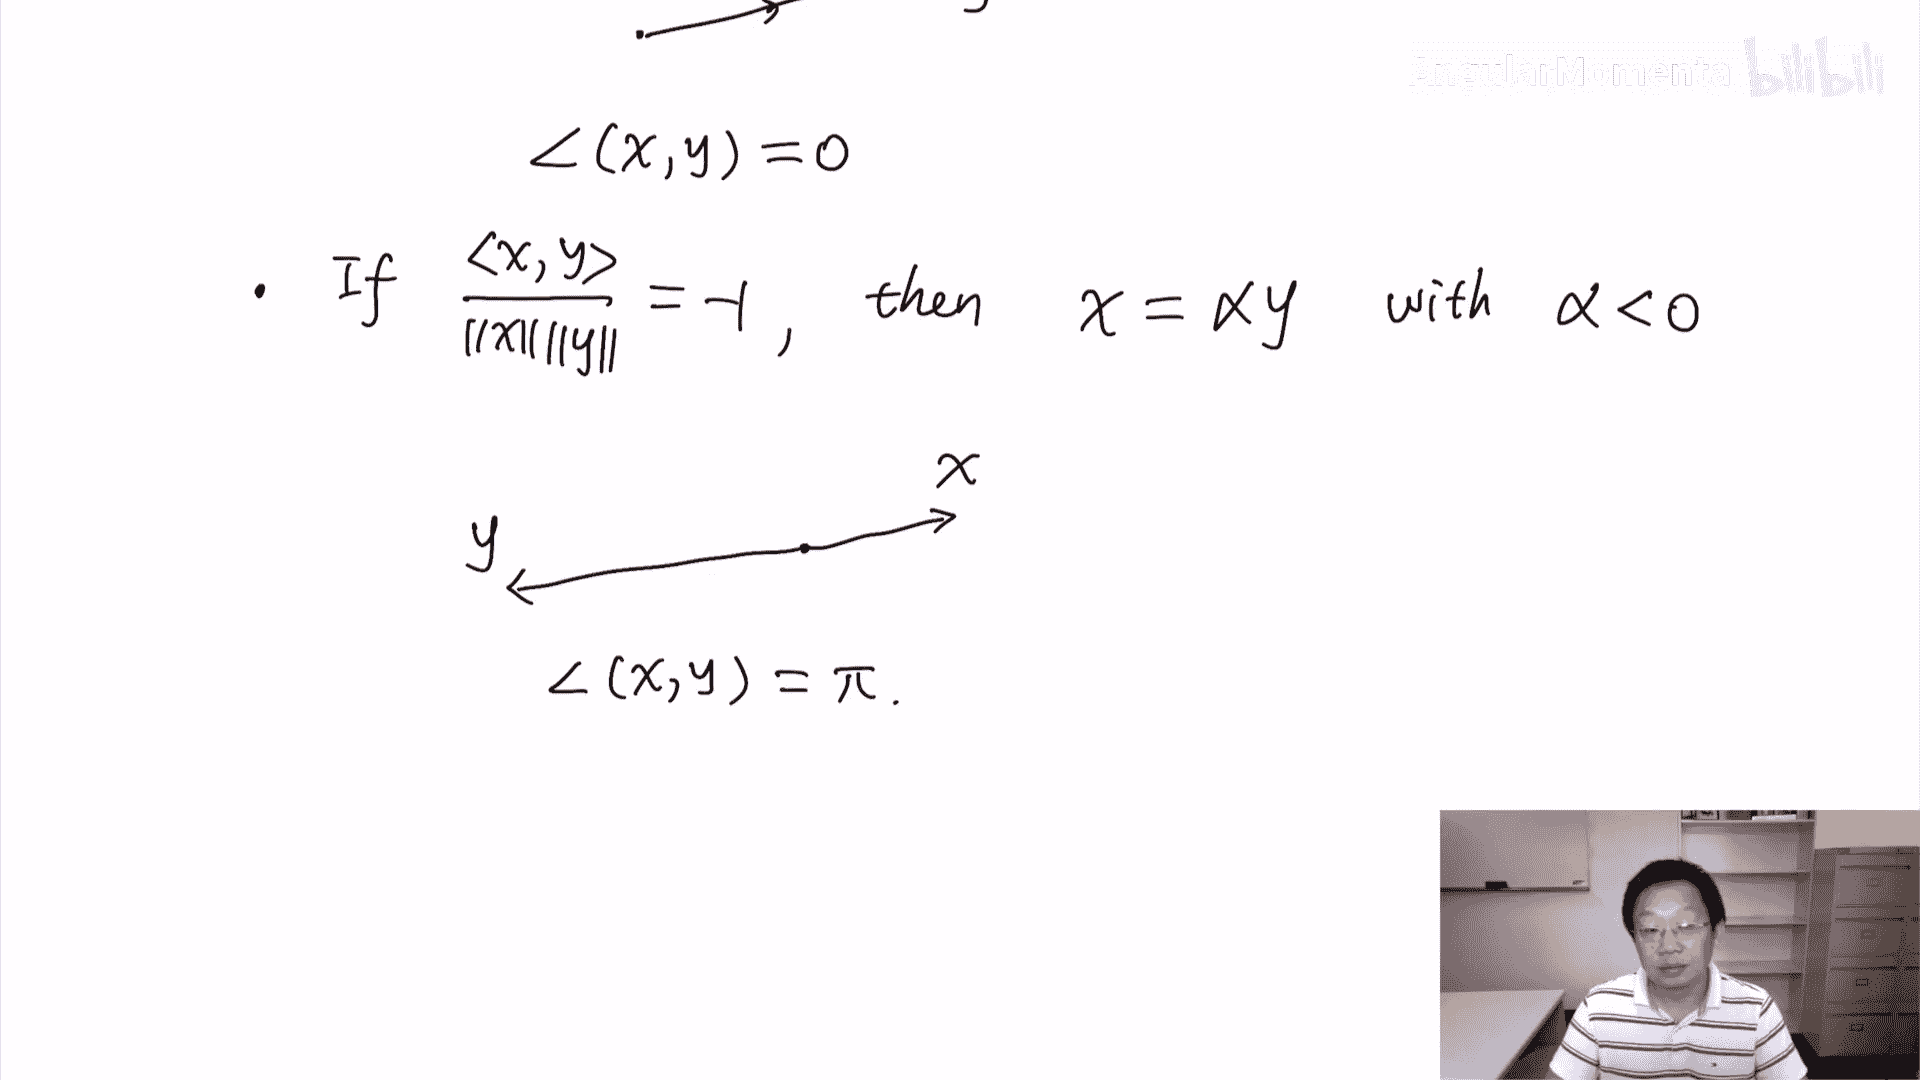 AngularMomenta bilibili
∠(x,y)=0
· If <x,y>/||x|| ||y|| = -1, then x = αy with α<0
x
y
∠(x,y) = π.